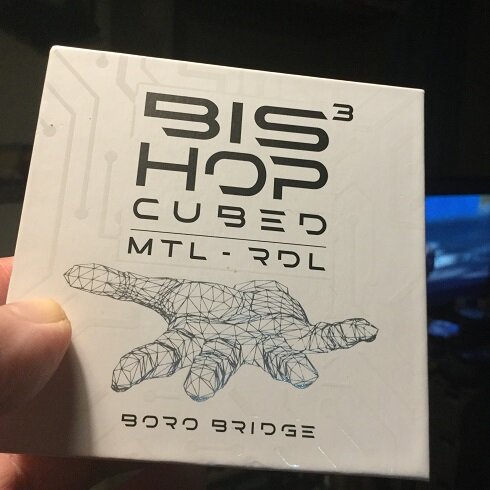 BIS³
HOP
CUBED
MTL - RDL
BORO BRIDGE